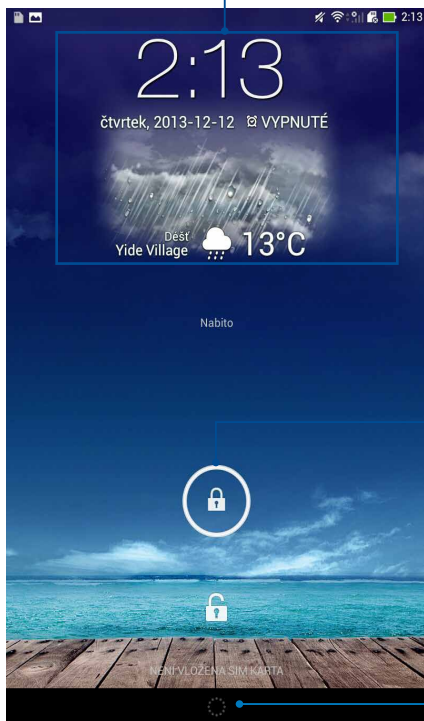 2:13
2:13
čtvrtek, 2013-12-12 VYPNUTÉ
Déšť
Yide Village 13°C
Nabito
NENÍ VLOŽENA SIM KARTA